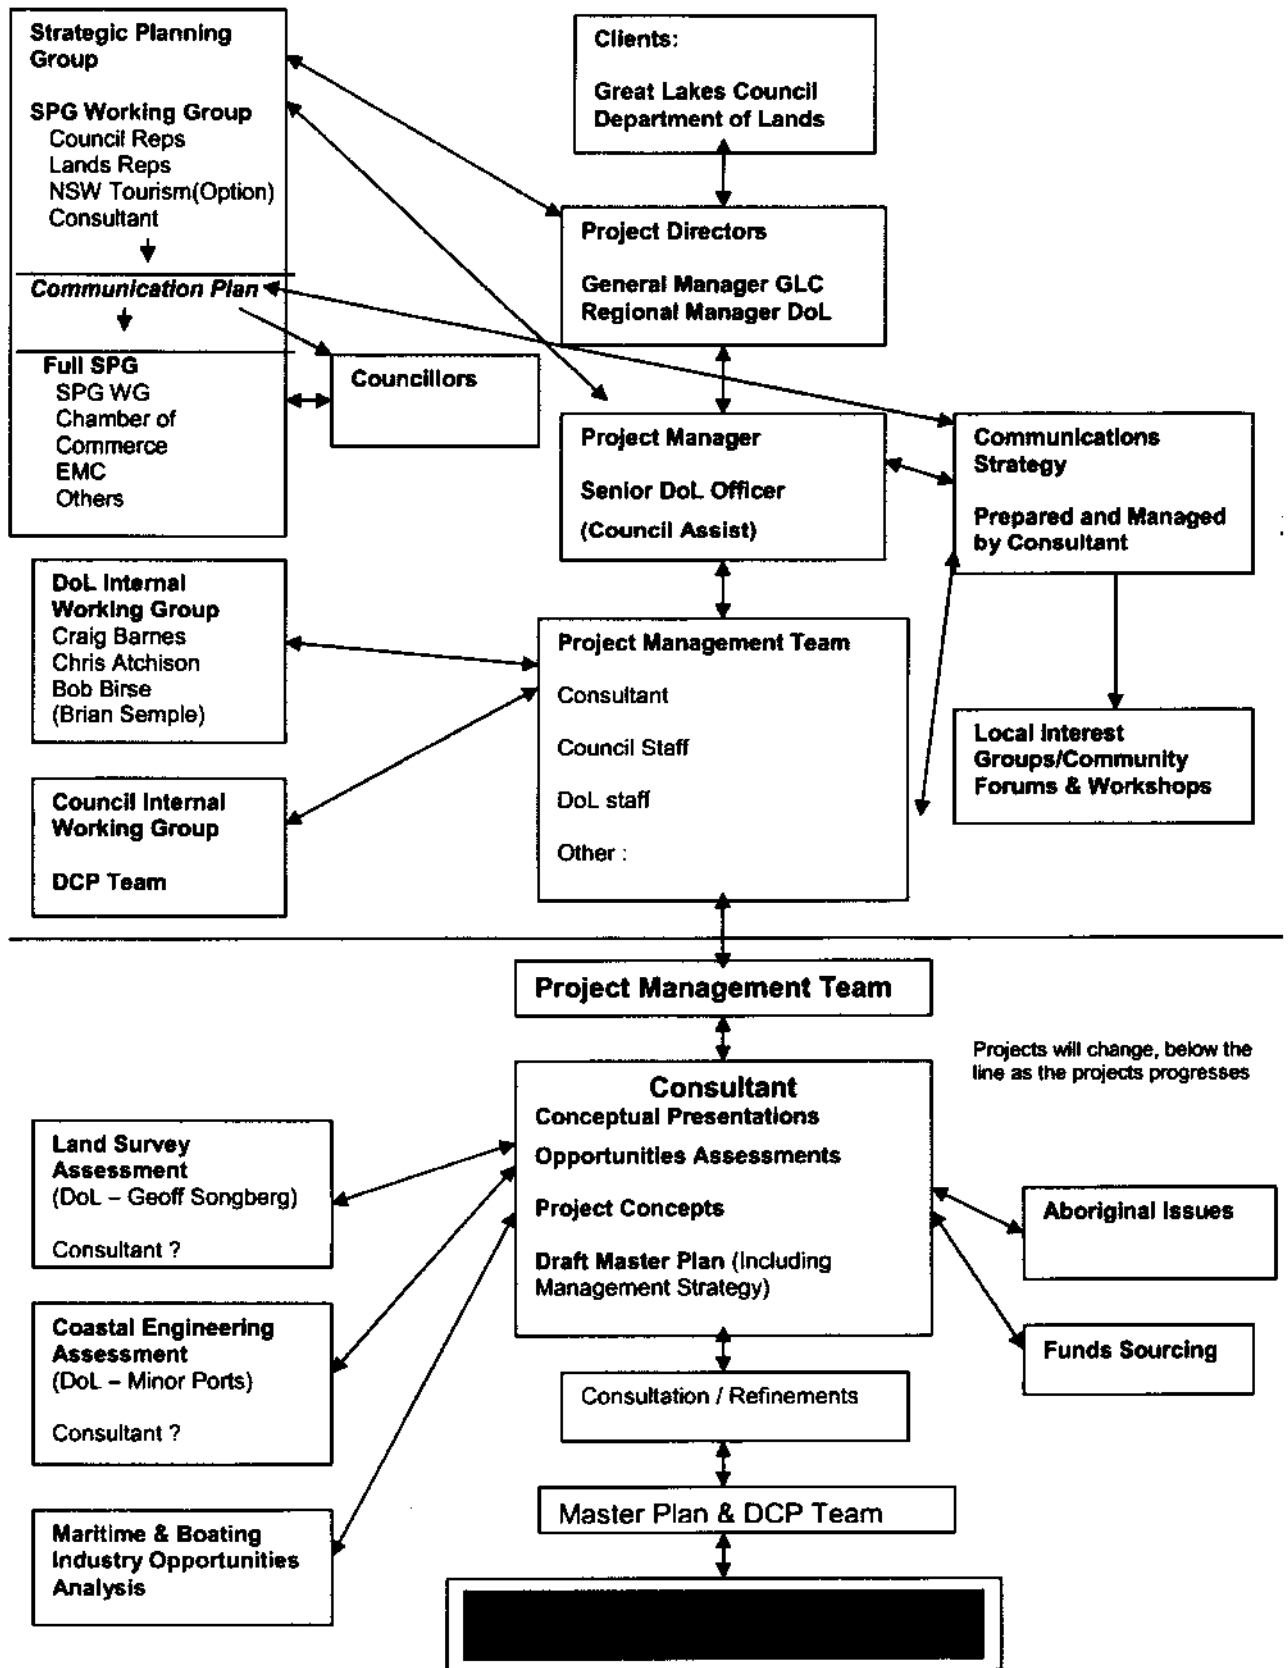 Strategic Planning
Group
SPG Working Group
Council Reps
Lands Reps
NSW Tourism(Option)
Consultant
Communication Plan
Full SPG
SPG WG
Chamber of
Commerce
EMC
Others
Clients:
Great Lakes Council
Department of Lands
Project Directors
General Manager GLC
Regional Manager DoL
Councillors
Project Manager
Senior DoL Officer
(Council Assist)
Communications
Strategy
Prepared and Managed
by Consultant
DoL Internal
Working Group
Craig Barnes
Chris Atchison
Bob Birse
(Brian Semple)
Project Management Team
Consultant
Council Staff
DoL staff
Other :
Local Interest
Groups/Community
Forums & Workshops
Council Internal
Working Group
DCP Team
Project Management Team
Projects will change, below the
line as the projects progresses
Consultant
Conceptual Presentations
Opportunities Assessments
Project Concepts
Draft Master Plan (Including
Management Strategy)
Land Survey
Assessment
(DoL – Geoff Songberg)
Consultant ?
Aboriginal Issues
Coastal Engineering
Assessment
(DoL – Minor Ports)
Consultant ?
Funds Sourcing
Consultation / Refinements
Master Plan & DCP Team
Maritime & Boating
Industry Opportunities
Analysis